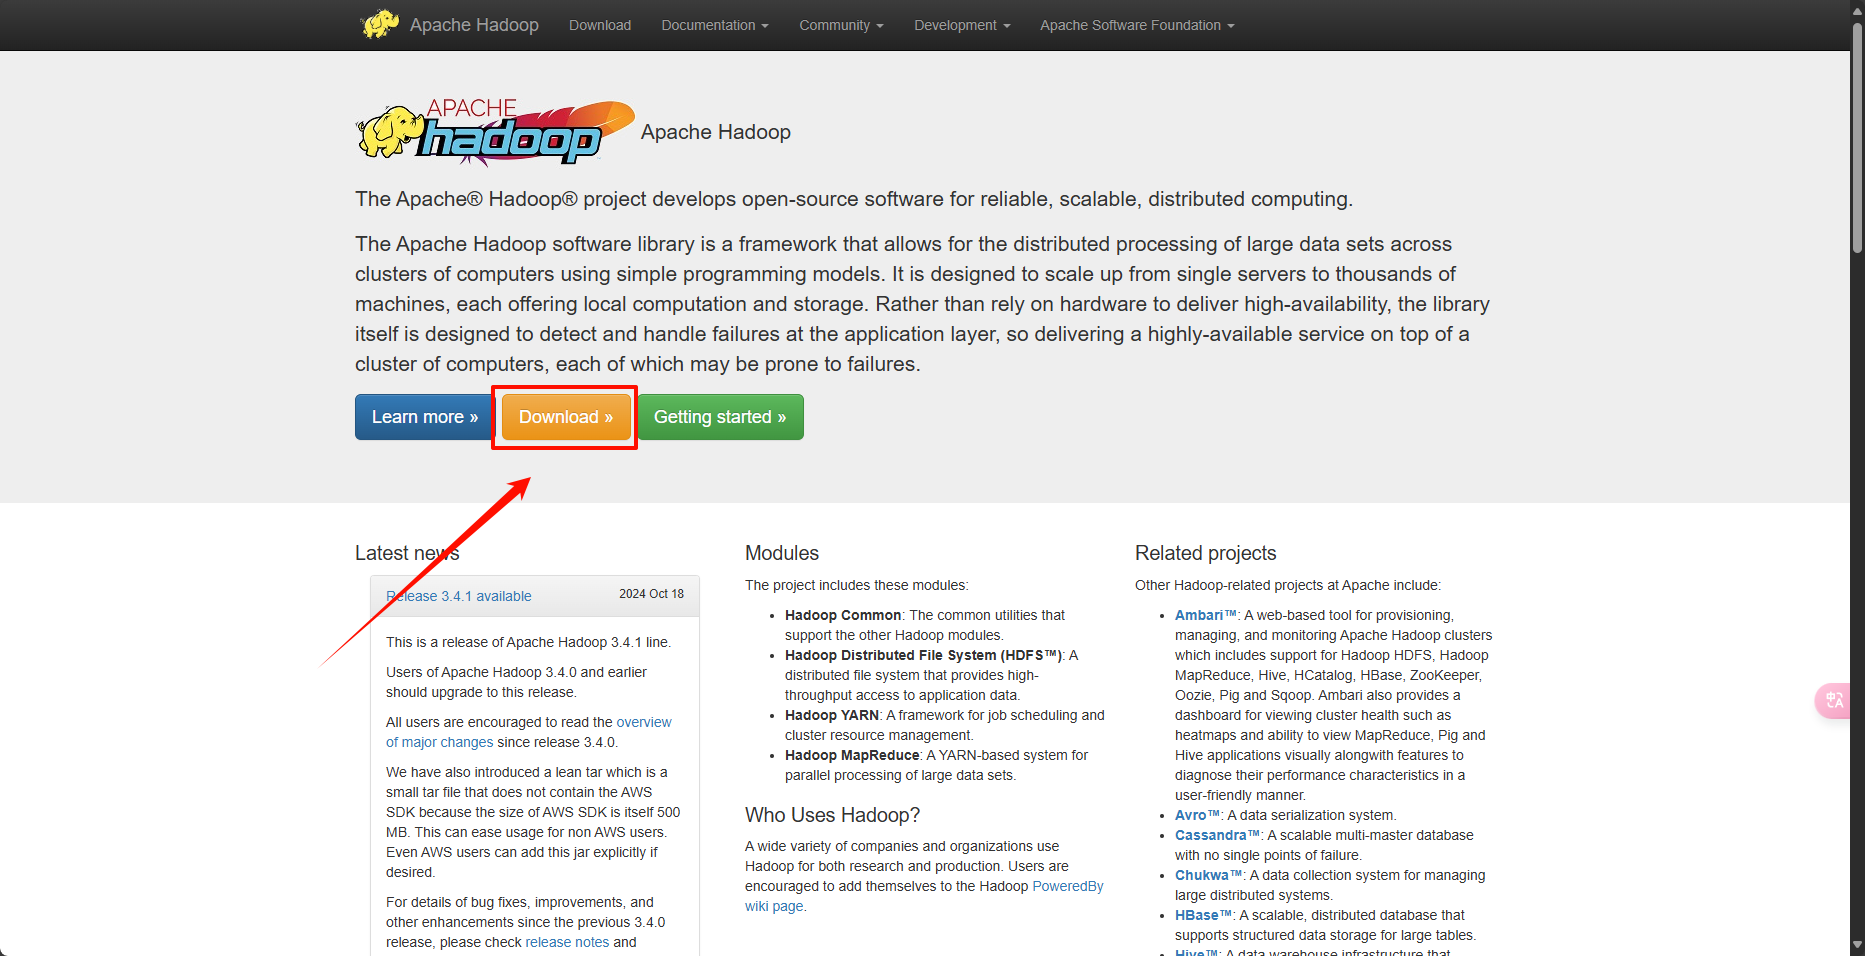 Apache Hadoop Download Documentation Community Development Apache Software Foundation
APACHE
hadoop
Apache Hadoop
The Apache® Hadoop® project develops open-source software for reliable, scalable, distributed computing.
The Apache Hadoop software library is a framework that allows for the distributed processing of large data sets across
clusters of computers using simple programming models. It is designed to scale up from single servers to thousands of
machines, each offering local computation and storage. Rather than rely on hardware to deliver high-availability, the library
itself is designed to detect and handle failures at the application layer, so delivering a highly-available service on top of a
cluster of computers, each of which may be prone to failures.
Learn more » Download » Getting started »
Latest news
Release 3.4.1 available 2024 Oct 18
This is a release of Apache Hadoop 3.4.1 line.
Users of Apache Hadoop 3.4.0 and earlier
should upgrade to this release.
All users are encouraged to read the overview
of major changes since release 3.4.0.
We have also introduced a lean tar which is a
small tar file that does not contain the AWS
SDK because the size of AWS SDK is itself 500
MB. This can ease usage for non AWS users.
Even AWS users can add this jar explicitly if
desired.
For details of bug fixes, improvements, and
other enhancements since the previous 3.4.0
release, please check release notes and
Modules
The project includes these modules:
• Hadoop Common: The common utilities that
support the other Hadoop modules.
• Hadoop Distributed File System (HDFS™): A
distributed file system that provides high-
throughput access to application data.
• Hadoop YARN: A framework for job scheduling and
cluster resource management.
• Hadoop MapReduce: A YARN-based system for
parallel processing of large data sets.
Who Uses Hadoop?
A wide variety of companies and organizations use
Hadoop for both research and production. Users are
encouraged to add themselves to the Hadoop PoweredBy
wiki page.
Related projects
Other Hadoop-related projects at Apache include:
• Ambari™: A web-based tool for provisioning,
managing, and monitoring Apache Hadoop clusters
which includes support for Hadoop HDFS, Hadoop
MapReduce, Hive, HCatalog, HBase, ZooKeeper,
Oozie, Pig and Sqoop. Ambari also provides a
dashboard for viewing cluster health such as
heatmaps and ability to view MapReduce, Pig and
Hive applications visually alongwith features to
diagnose their performance characteristics in a
user-friendly manner.
• Avro™: A data serialization system.
• Cassandra™: A scalable multi-master database
with no single points of failure.
• Chukwa™: A data collection system for managing
large distributed systems.
• HBase™: A scalable, distributed database that
supports structured data storage for large tables.
• Hive™: A data warehouse infrastructure that